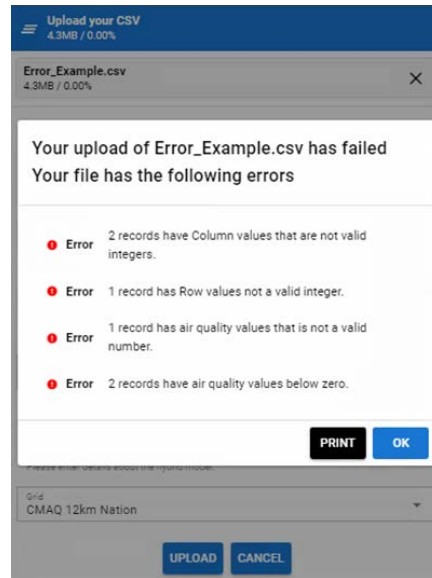 Upload your CSV
4.3MB / 0.00%
Error_Example.csv
4.3MB / 0.00%
Your upload of Error_Example.csv has failed
Your file has the following errors
Error 2 records have Column values that are not valid
integers.
Error 1 record has Row values not a valid integer.
Error 1 record has air quality values that is not a valid
number.
Error 2 records have air quality values below zero.
PRINT OK
Please enter details about the hybrid model.
Grid
CMAQ 12km Nation
UPLOAD CANCEL